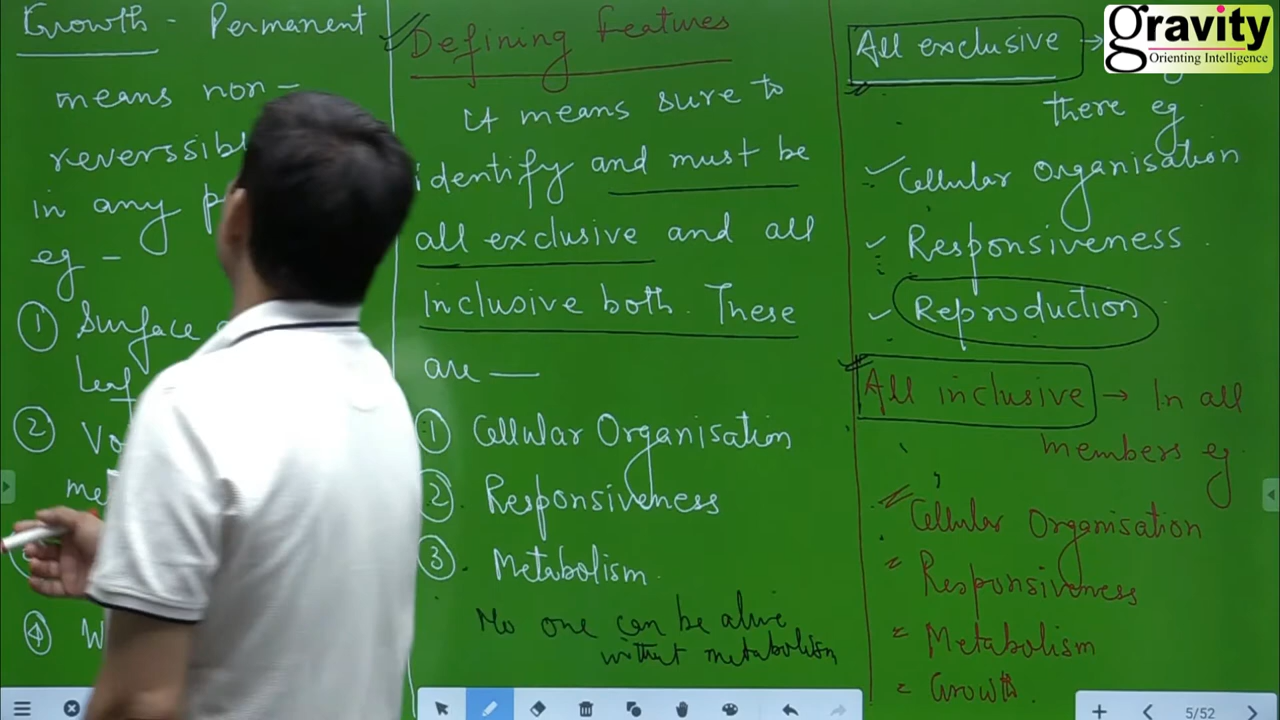 Growth - Permanent
means non -
reverssib
in any p
eg -
① Surface
leaf
② Vo
me
④ W
Defining Features
It means sure to
identify and must be
all exclusive and all
Inclusive both. These
are —
① Cellular Organisation
② Responsiveness
③ Metabolism
No one can be alive
without metabolism
All exclusive →
there eg.
Cellular Organisation
Responsiveness.
Reproduction
All inclusive → In all
members eg
Cellular Organisation
Responsiveness
Metabolism
Growth.
gravity
Orienting Intelligence
5/52